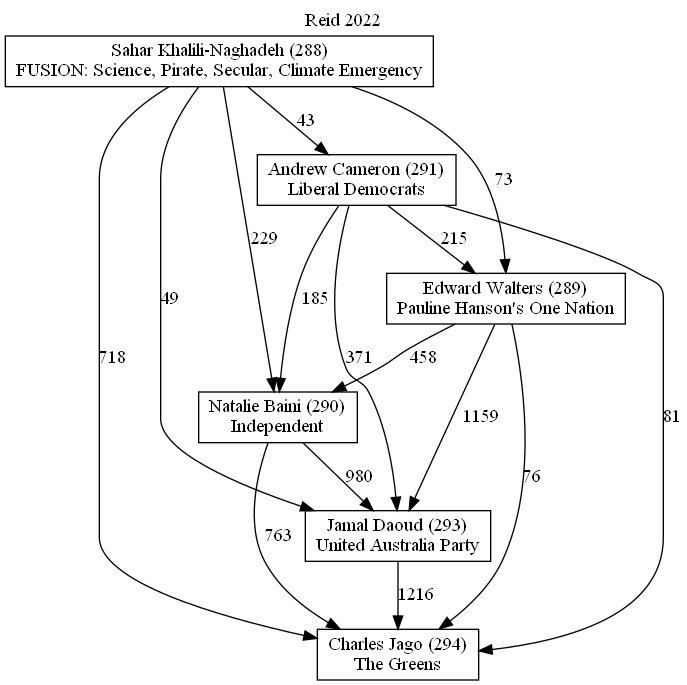 Reid 2022
Sahar Khalili-Naghadeh (288)
FUSION: Science, Pirate, Secular, Climate Emergency
43
Andrew Cameron (291)
Liberal Democrats
73
229
215
Edward Walters (289)
Pauline Hanson's One Nation
49
185
718
371
458
81
Natalie Baini (290)
Independent
1159
980
76
Jamal Daoud (293)
United Australia Party
763
1216
Charles Jago (294)
The Greens